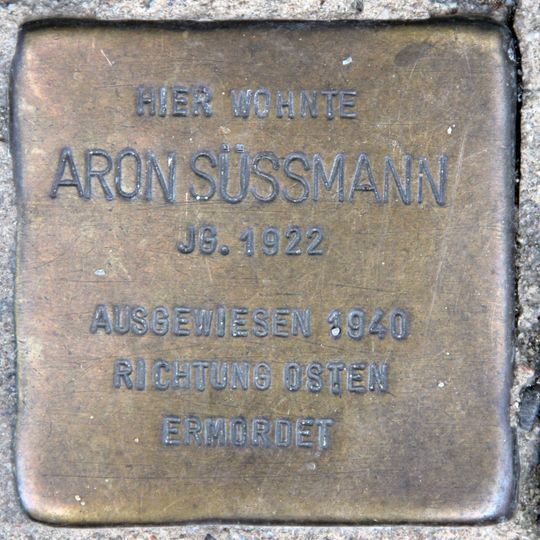 HIER WOHNTE
ARON SÜSSMANN
JG. 1922
AUSGEWIESEN 1940
RICHTUNG OSTEN
ERMORDET